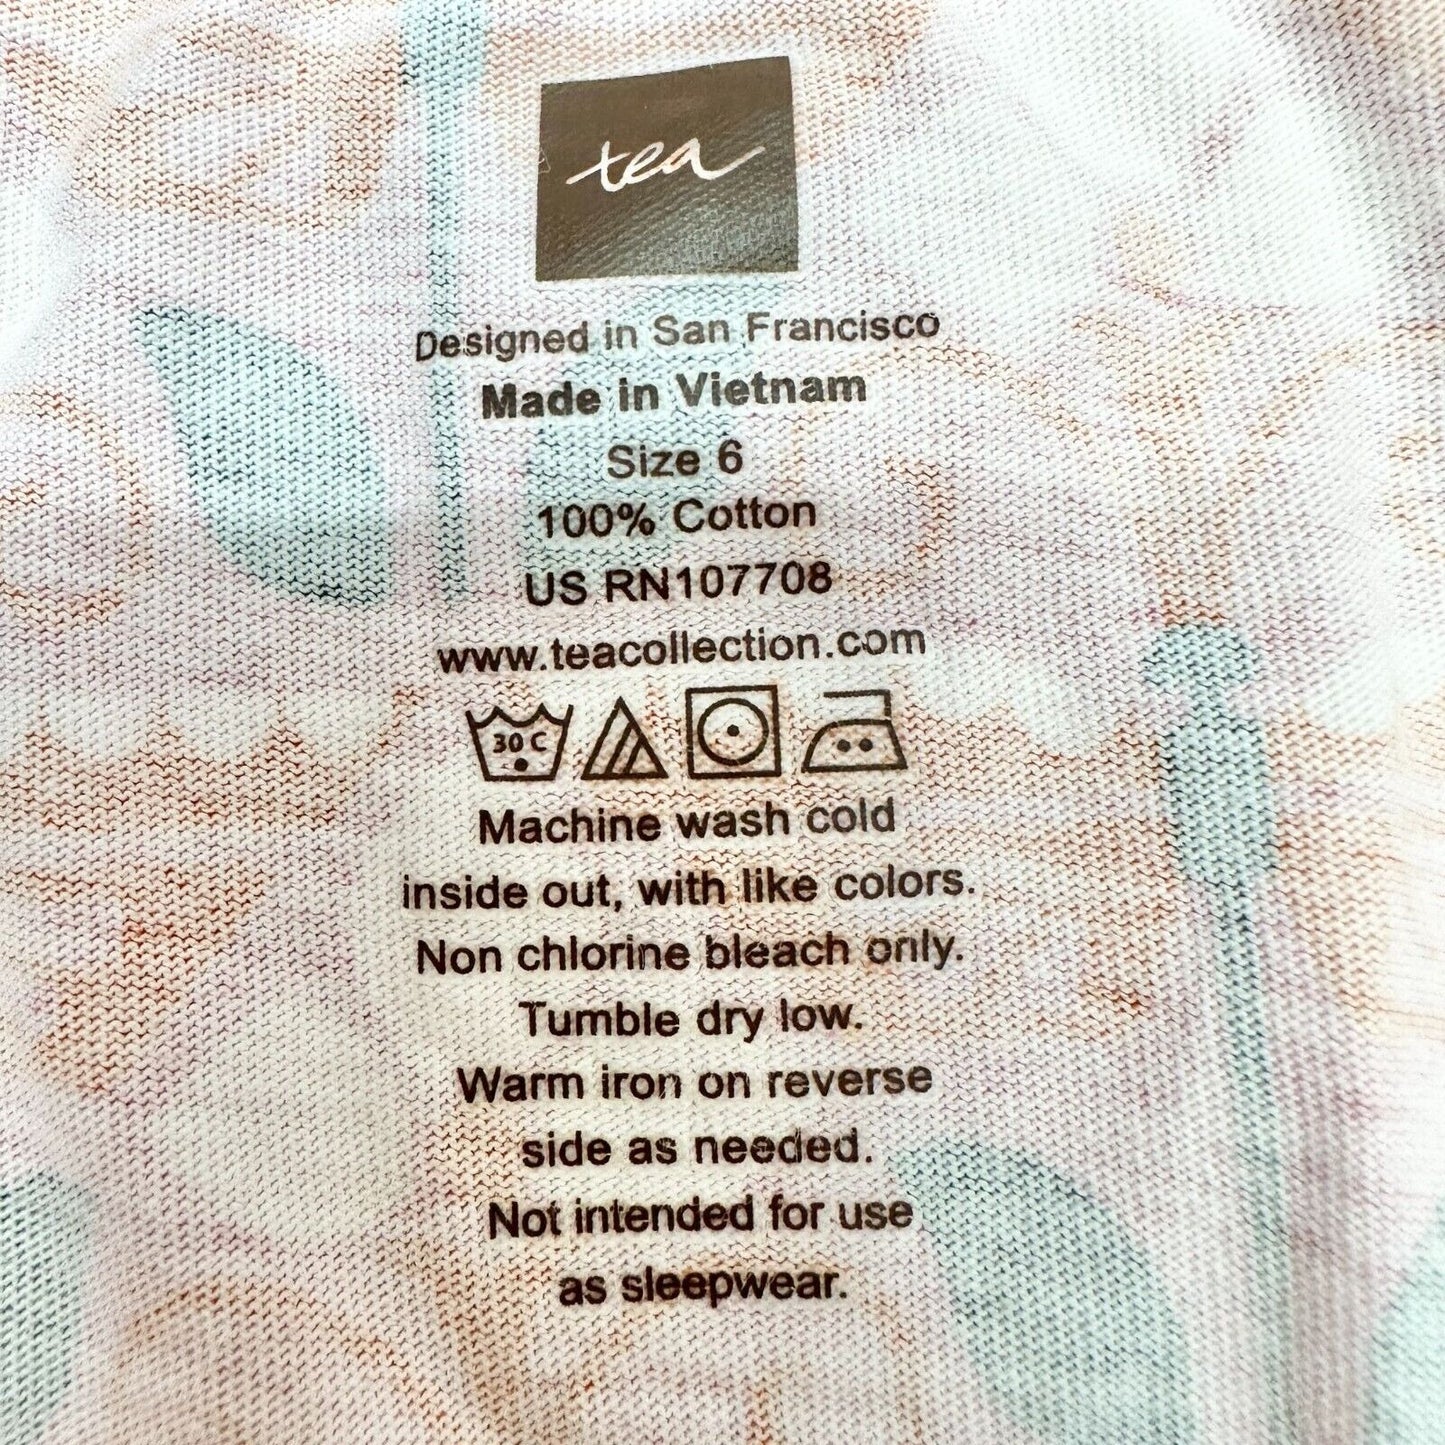 tea
Designed in San Francisco
Made in Vietnam
Size 6
100% Cotton
US RN107708
www.teacollection.com
30 C
Machine wash cold
inside out, with like colors.
Non chlorine bleach only.
Tumble dry low.
Warm iron on reverse
side as needed.
Not intended for use
as sleepwear.